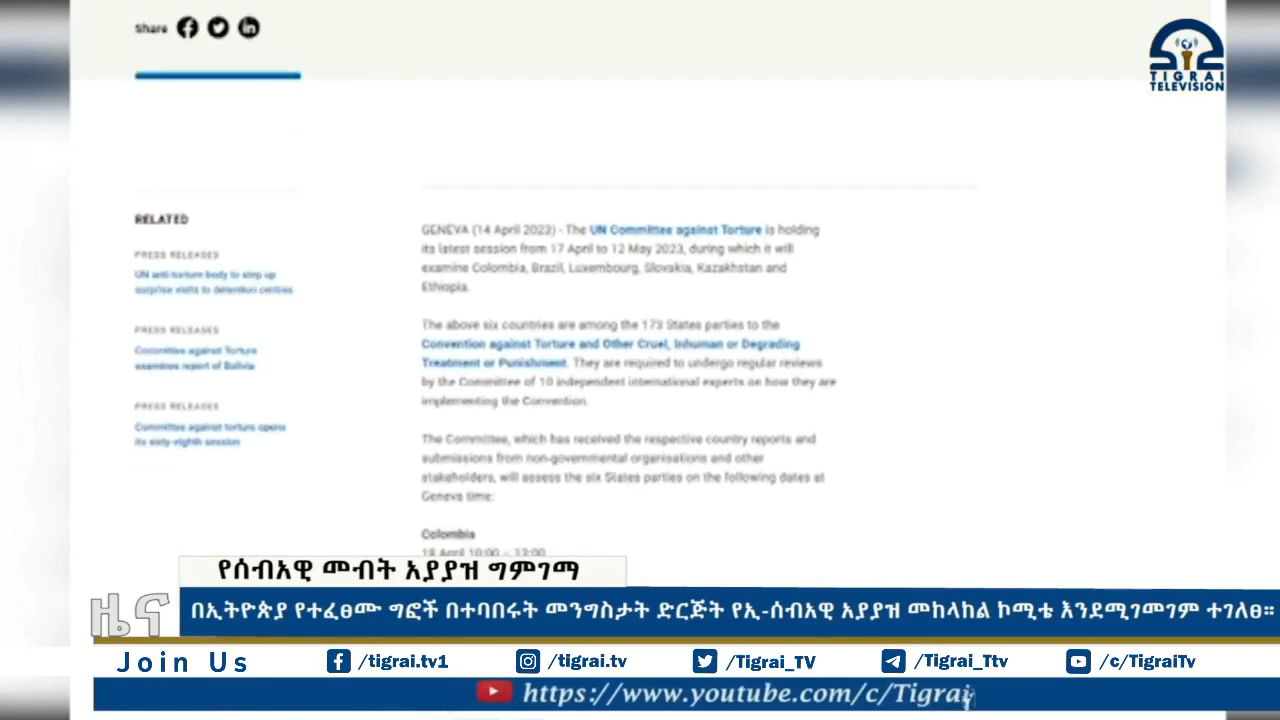 Share
TIGRAI
TELEVISION
RELATED
PRESS RELEASES
UN anti-torture body to step up
surprise visits to detention centres
PRESS RELEASES
Committee against Torture
examines report of Bolivia
PRESS RELEASES
Committee against torture opens
its sixty-eighth session
GENEVA (14 April 2023) - The UN Committee against Torture is holding
its latest session from 17 April to 12 May 2023, during which it will
examine Colombia, Brazil, Luxembourg, Slovakia, Kazakhstan and
Ethiopia.
The above six countries are among the 173 States parties to the
Convention against Torture and Other Cruel, Inhuman or Degrading
Treatment or Punishment. They are required to undergo regular reviews
by the Committee of 10 independent international experts on how they are
implementing the Convention.
The Committee, which has received the respective country reports and
submissions from non-governmental organisations and other
stakeholders, will assess the six States parties on the following dates at
Geneva time:
Colombia
18 April 10:00 – 13:00
የሰብአዊ መብት አያያዝ ግምገማ
ዜና
በኢትዮጵያ የተፈፀሙ ግፎች በተባበሩት መንግስታት ድርጅት የኢ-ሰብአዊ አያያዝ መከላከል ኮሚቴ እንደሚገመገም ተገለፀ።
Join Us
/tigrai.tv1
/tigrai.tv
/Tigrai_TV
/Tigrai_Ttv
/c/TigraiTv
https://www.youtube.com/c/Tigrai